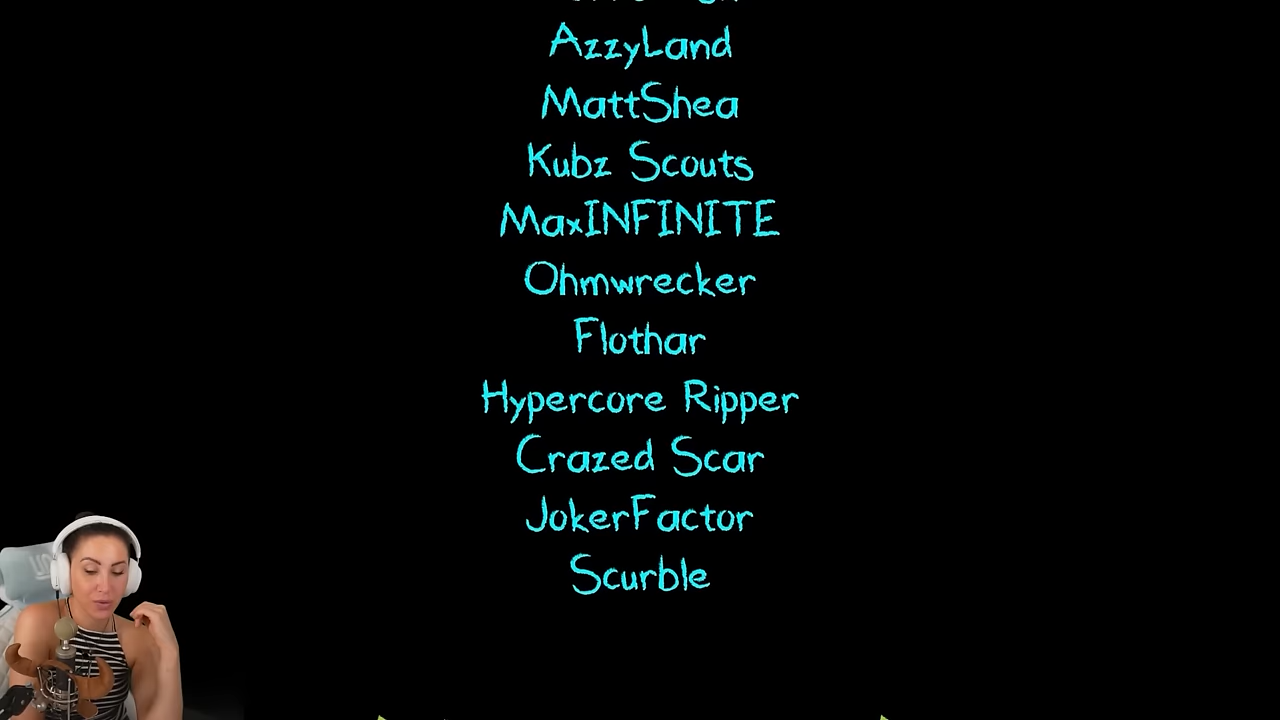 AzzyLand
MattShea
Kubz Scouts
MaxINFINITE
Ohmwrecker
Flothar
Hypercore Ripper
Crazed Scar
JokerFactor
Scurble